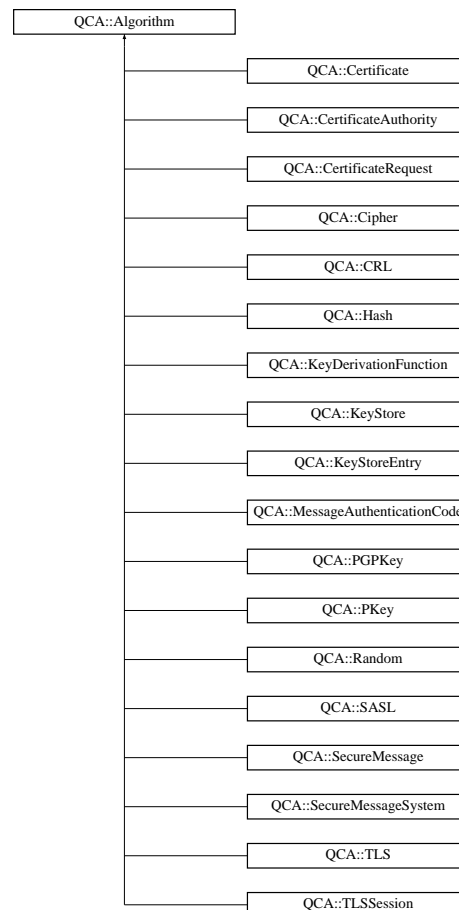 QCA::Algorithm
QCA::Certificate
QCA::CertificateAuthority
QCA::CertificateRequest
QCA::Cipher
QCA::CRL
QCA::Hash
QCA::KeyDerivationFunction
QCA::KeyStore
QCA::KeyStoreEntry
QCA::MessageAuthenticationCode
QCA::PGPKey
QCA::PKey
QCA::Random
QCA::SASL
QCA::SecureMessage
QCA::SecureMessageSystem
QCA::TLS
QCA::TLSSession